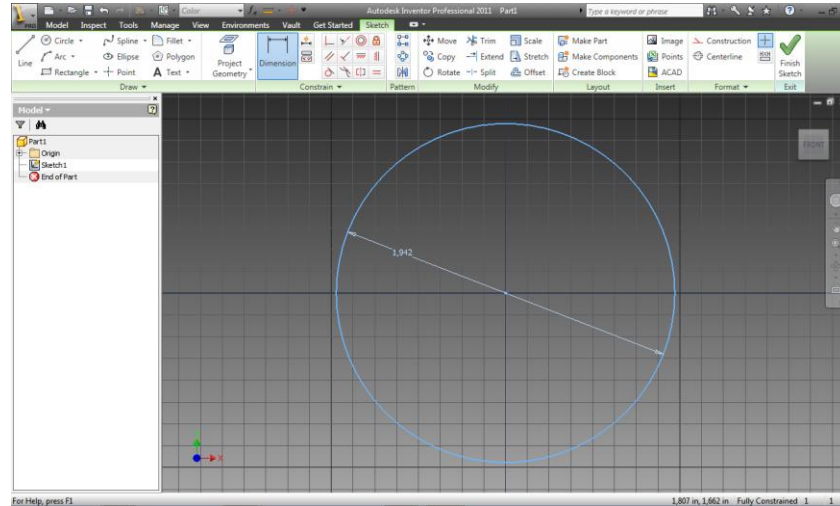 PRO
Color
Autodesk Inventor Professional 2011 Part1
Type a keyword or phrase
Model Inspect Tools Manage View Environments Vault Get Started Sketch
Line
Circle
Arc
Rectangle
Spline
Ellipse
Point
Fillet
Polygon
A Text
Project Geometry
Dimension
Move
Copy
Rotate
Trim
Extend
Split
Scale
Stretch
Offset
Make Part
Make Components
Create Block
Image
Points
ACAD
Construction
Centerline
Finish Sketch
Draw
Constrain
Pattern
Modify
Layout
Insert
Format
Exit
Model
Part1
Origin
Sketch1
End of Part
FRONT
1,942
X
For Help, press F1
1,807 in, 1,662 in Fully Constrained 1 1